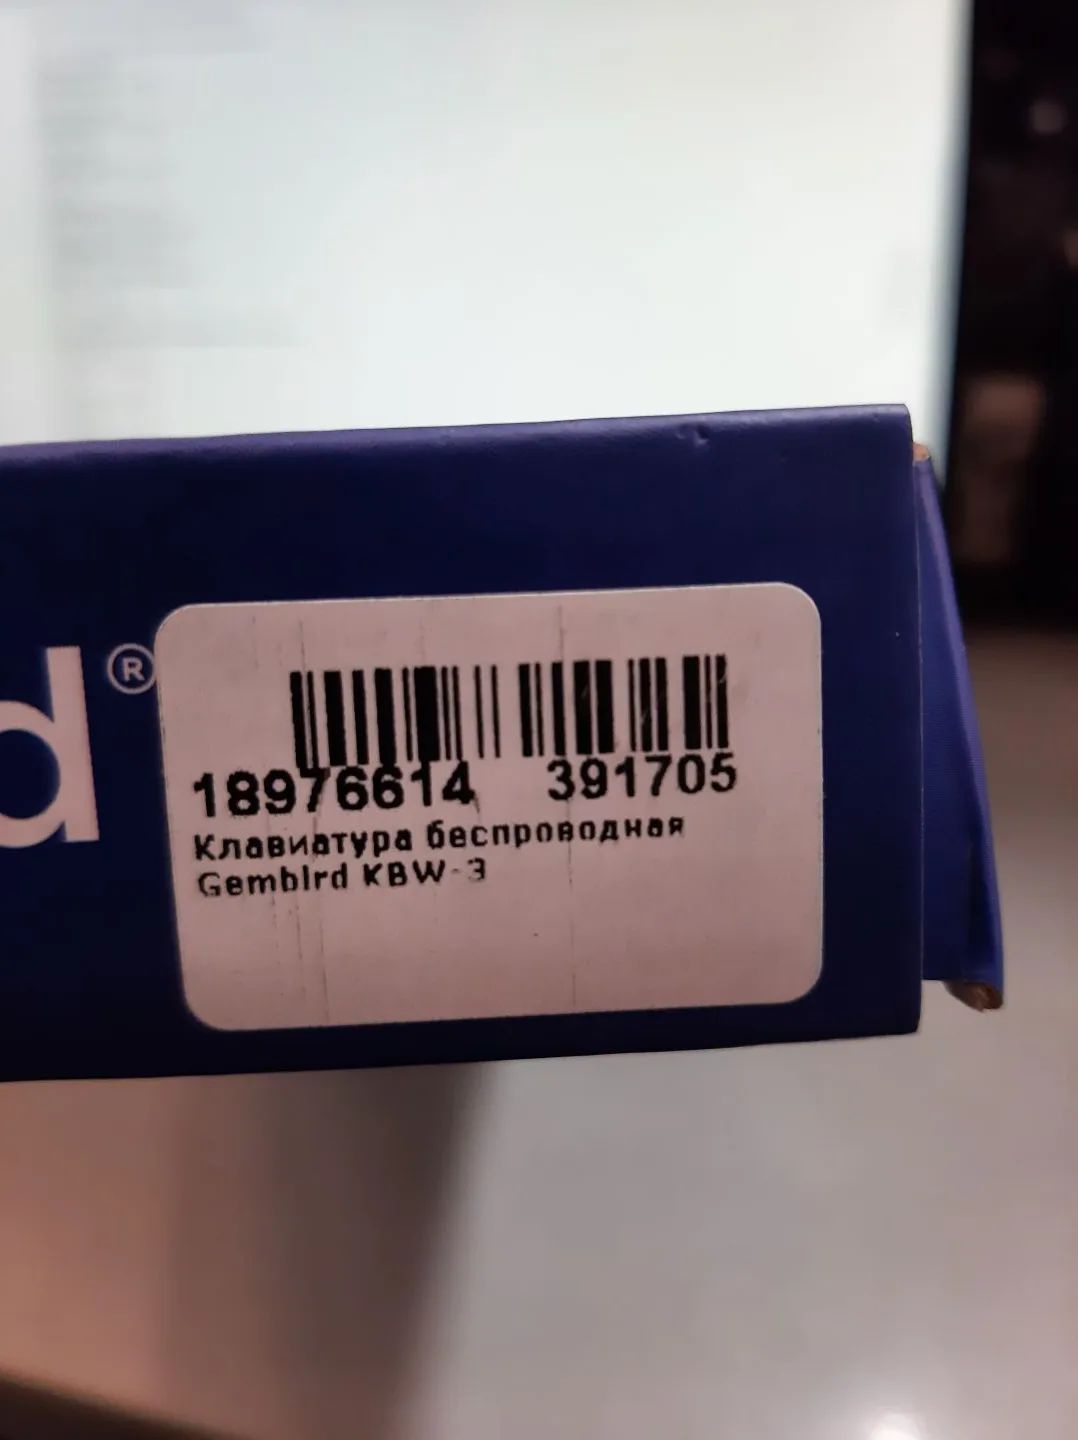 d®
18976614 391705
Клавиатура беспроводная
Gembird KBW-3